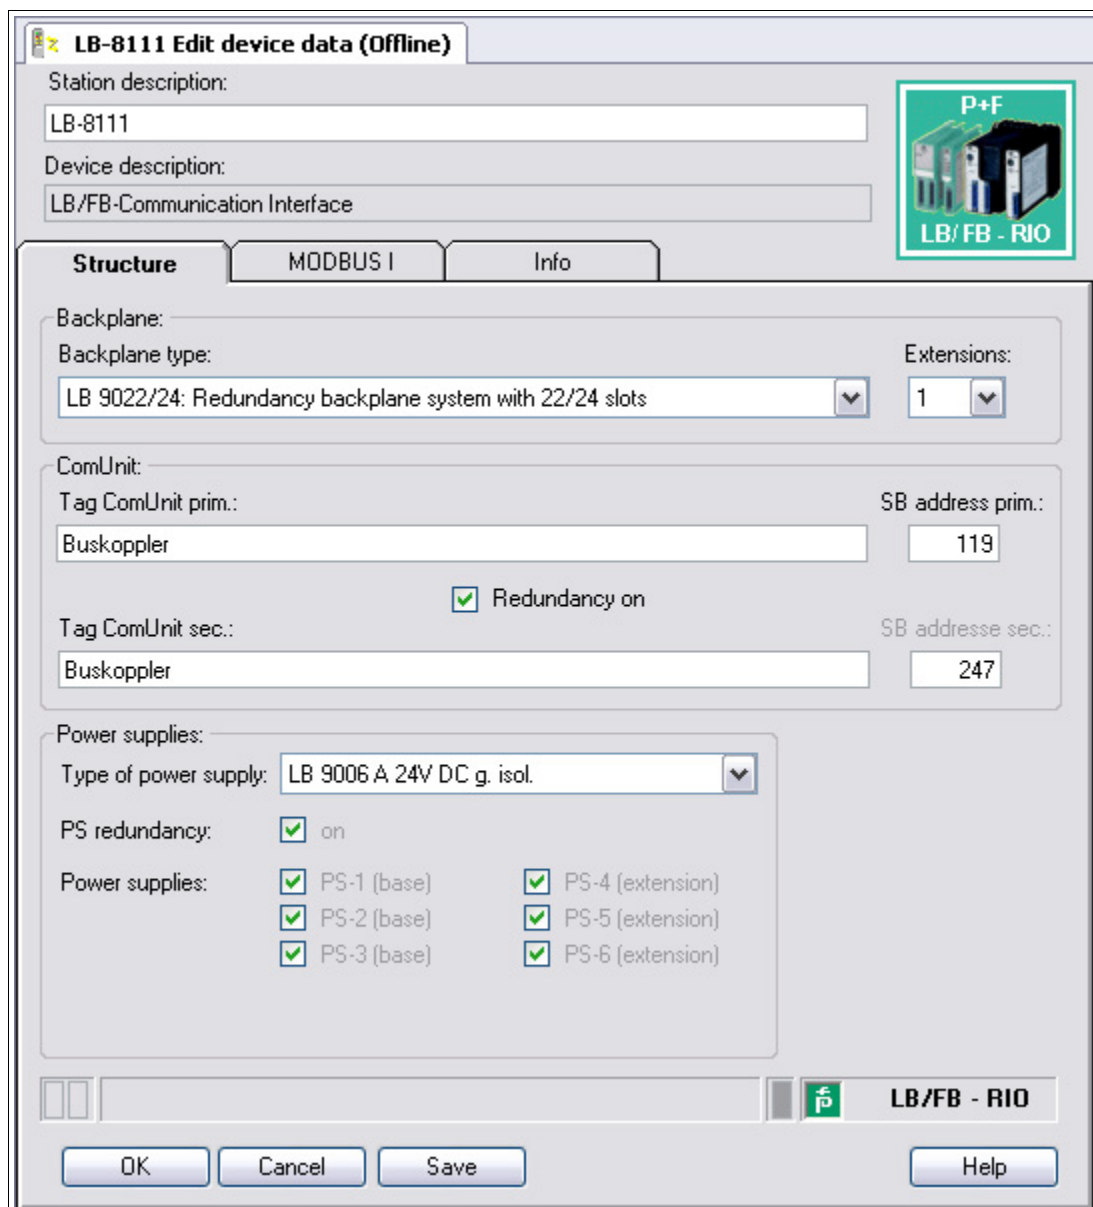 LB-8111 Edit device data (Offline)
Station description:
LB-8111
Device description:
LB/FB-Communication Interface
P+F
LB/ FB - RIO
Structure
MODBUS I
Info
Backplane:
Backplane type:
Extensions:
LB 9022/24: Redundancy backplane system with 22/24 slots
1
ComUnit:
Tag ComUnit prim.:
SB address prim.:
Buskoppler
119
Redundancy on
Tag ComUnit sec.:
SB addresse sec.:
Buskoppler
247
Power supplies:
Type of power supply:
LB 9006 A 24V DC g. isol.
PS redundancy:
on
Power supplies:
PS-1 (base)
PS-4 (extension)
PS-2 (base)
PS-5 (extension)
PS-3 (base)
PS-6 (extension)
LB/FB - RIO
OK
Cancel
Save
Help